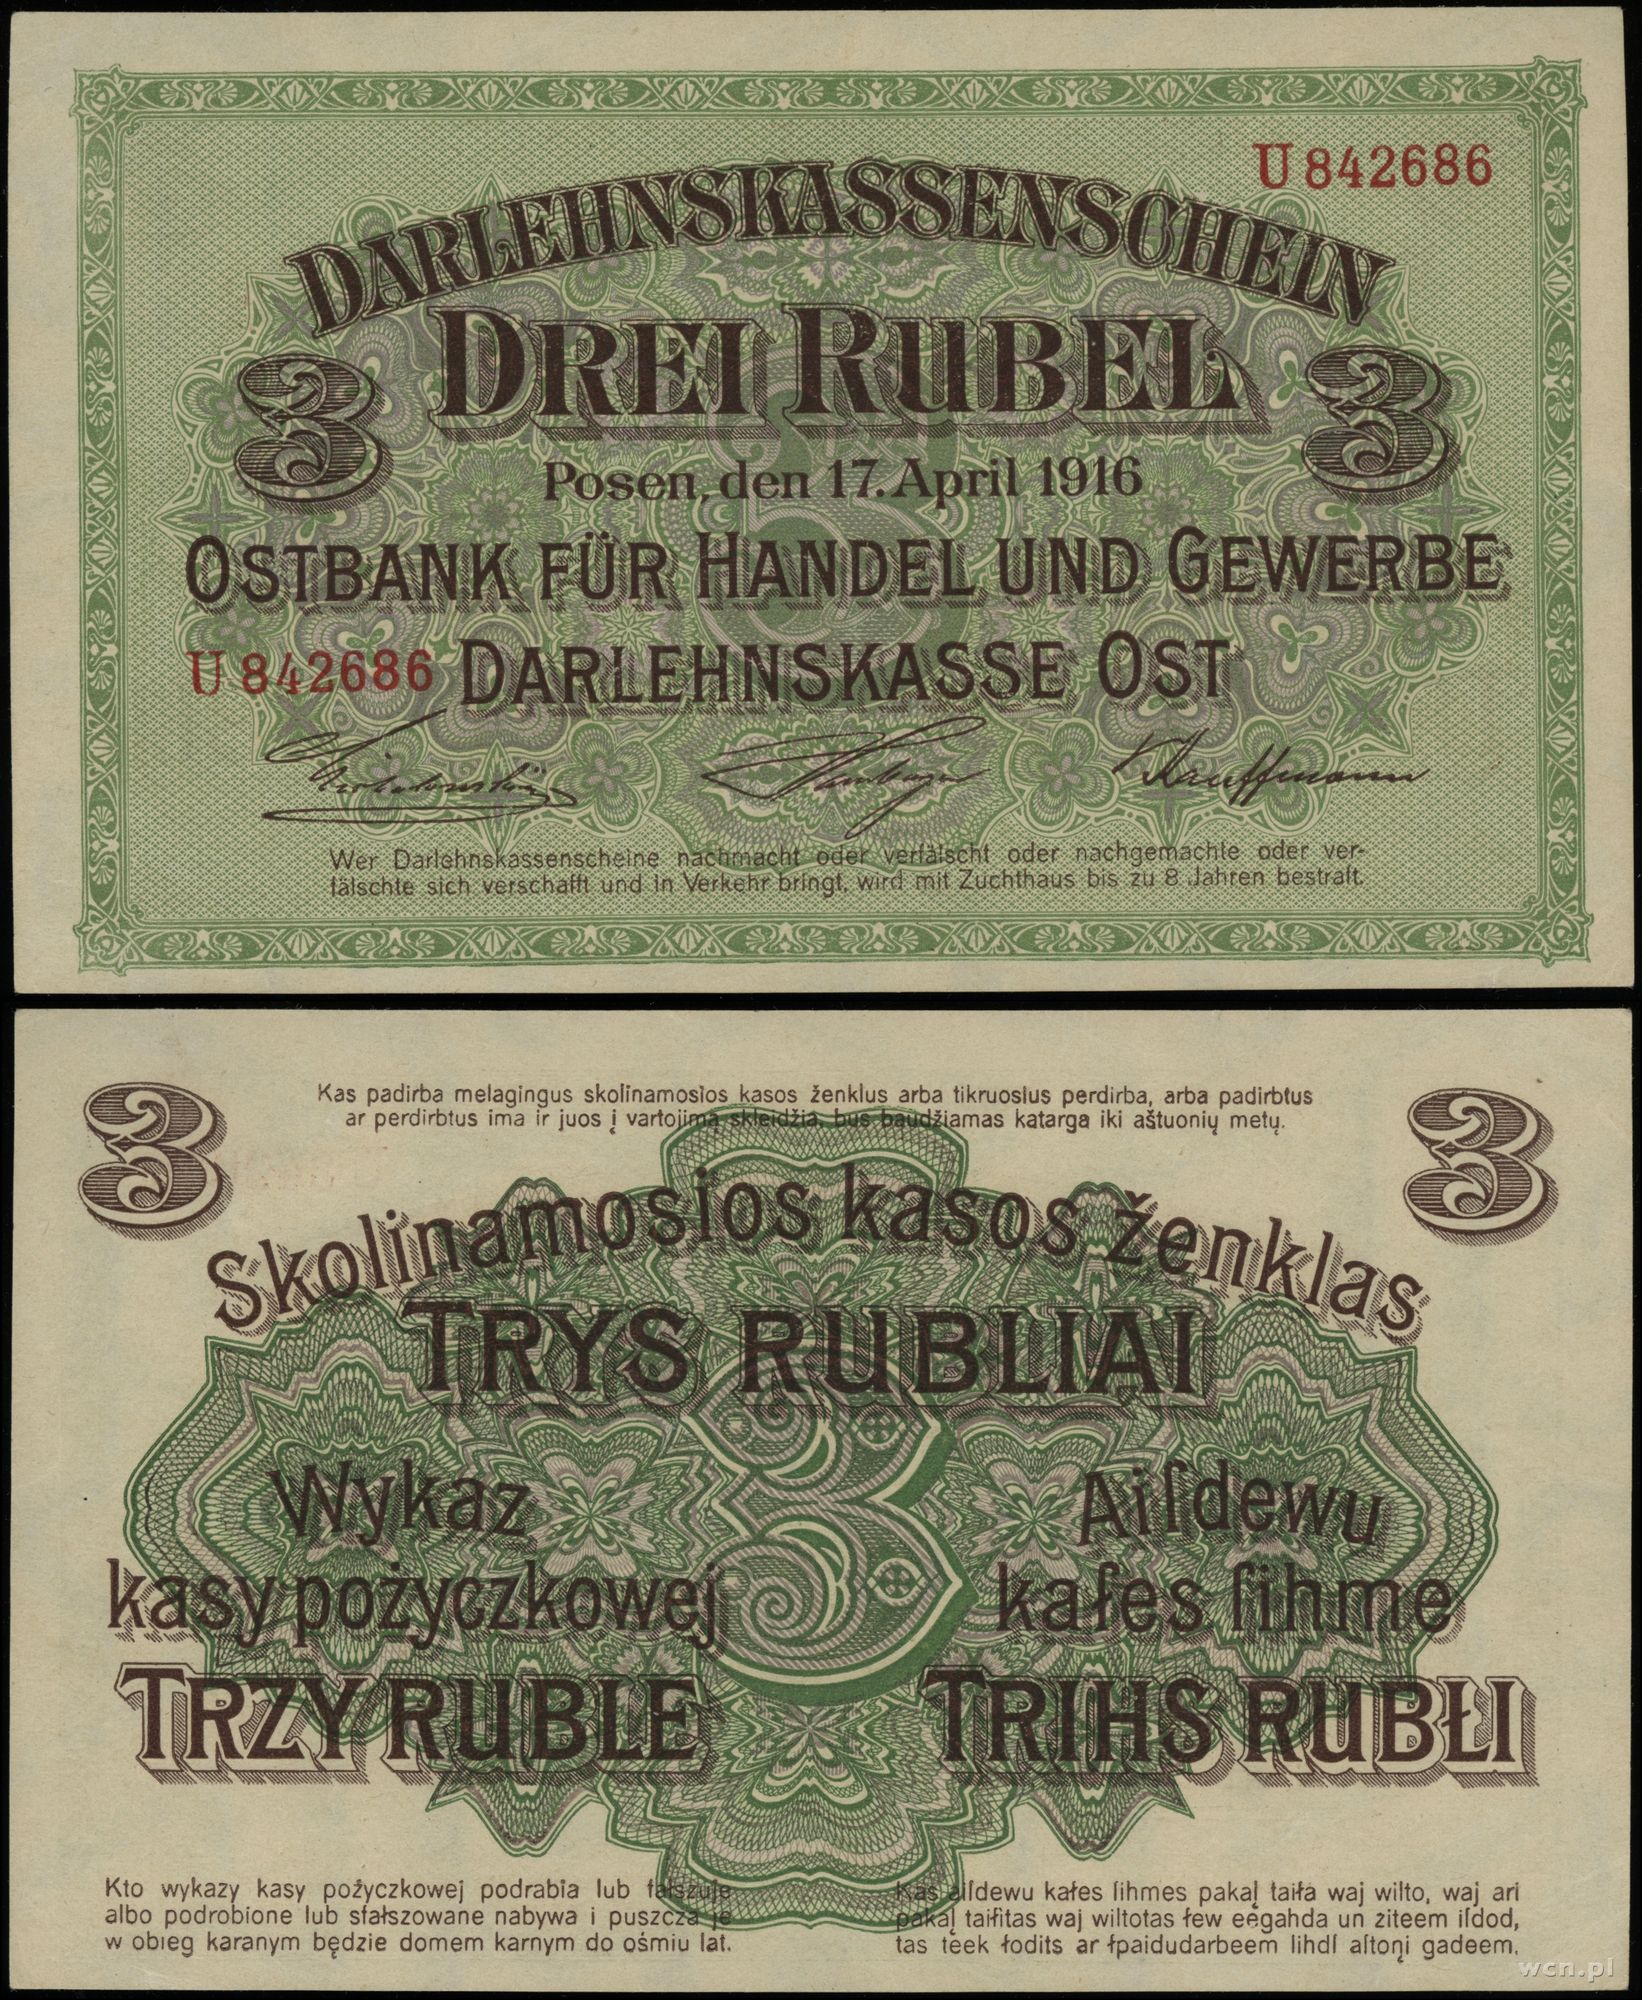 U 842686
DARLEHNSKASSENSCHEIN
DREI RUBEL
3 3
Posen, den 17. April 1916
OSTBANK FÜR HANDEL UND GEWERBE
U 842686 DARLEHNSKASSE OST
Kauffmann
Wer Darlehnskassenscheine nachmacht oder verfälscht oder nachgemachte oder ver-
fälschte sich verschafft und in Verkehr bringt, wird mit Zuchthaus bis zu 8 Jahren bestraft.
3 3
Kas padirba melagingus skolinamosios kasos ženklus arba tikruosius perdirba, arba padirbtus
ar perdirbtus ima ir juos į vartojimą skleidžia, bus baudžiamas katarga iki aštuonių metų.
Skolinamosios kasos ženklas
TRYS RUBLIAI
3
Wykaz
kasy pożyczkowej
TRZY RUBLE
Aiſdewu
kaſes ſihme
TRIHS RUBŁI
Kto wykazy kasy pożyczkowej podrabia lub fałszuje
albo podrobione lub sfałszowane nabywa i puszcza je
w obieg karanym będzie domem karnym do ośmiu lat.
Kas aiſdewu kaſes ſihmes pakaļ taiſa waj wilto, waj ari
pakaļ taiſitas waj wiltotas ſew eegahda un ziteem iſdod,
tas teek ſodits ar ſpaidudarbeem lihdſ aſtoņi gadeem.
wcn.pl